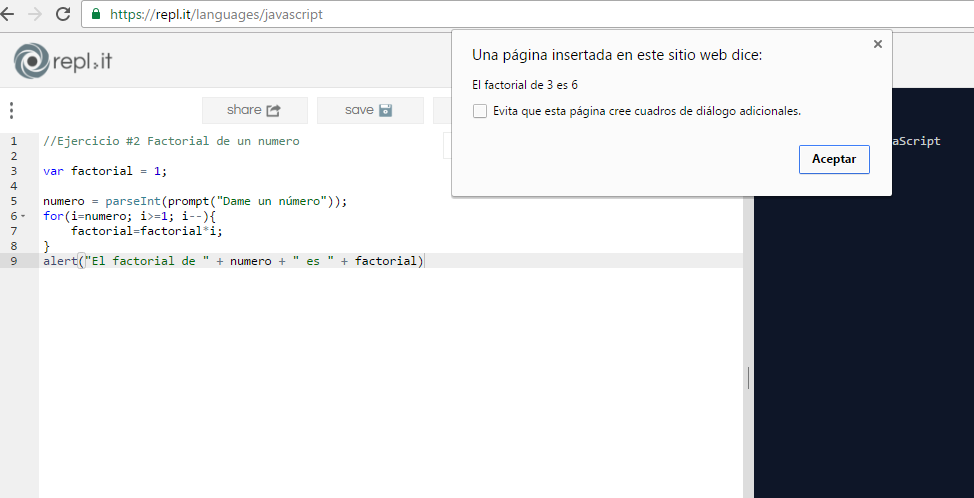 https://repl.it/languages/javascript
repl.it
Una página insertada en este sitio web dice:
El factorial de 3 es 6
Evita que esta página cree cuadros de diálogo adicionales.
Aceptar
share
save
aScript
1 //Ejercicio #2 Factorial de un numero
2
3 var factorial = 1;
4
5 numero = parseInt(prompt("Dame un número"));
6 for(i=numero; i>=1; i--){
7 factorial=factorial*i;
8 }
9 alert("El factorial de " + numero + " es " + factorial)